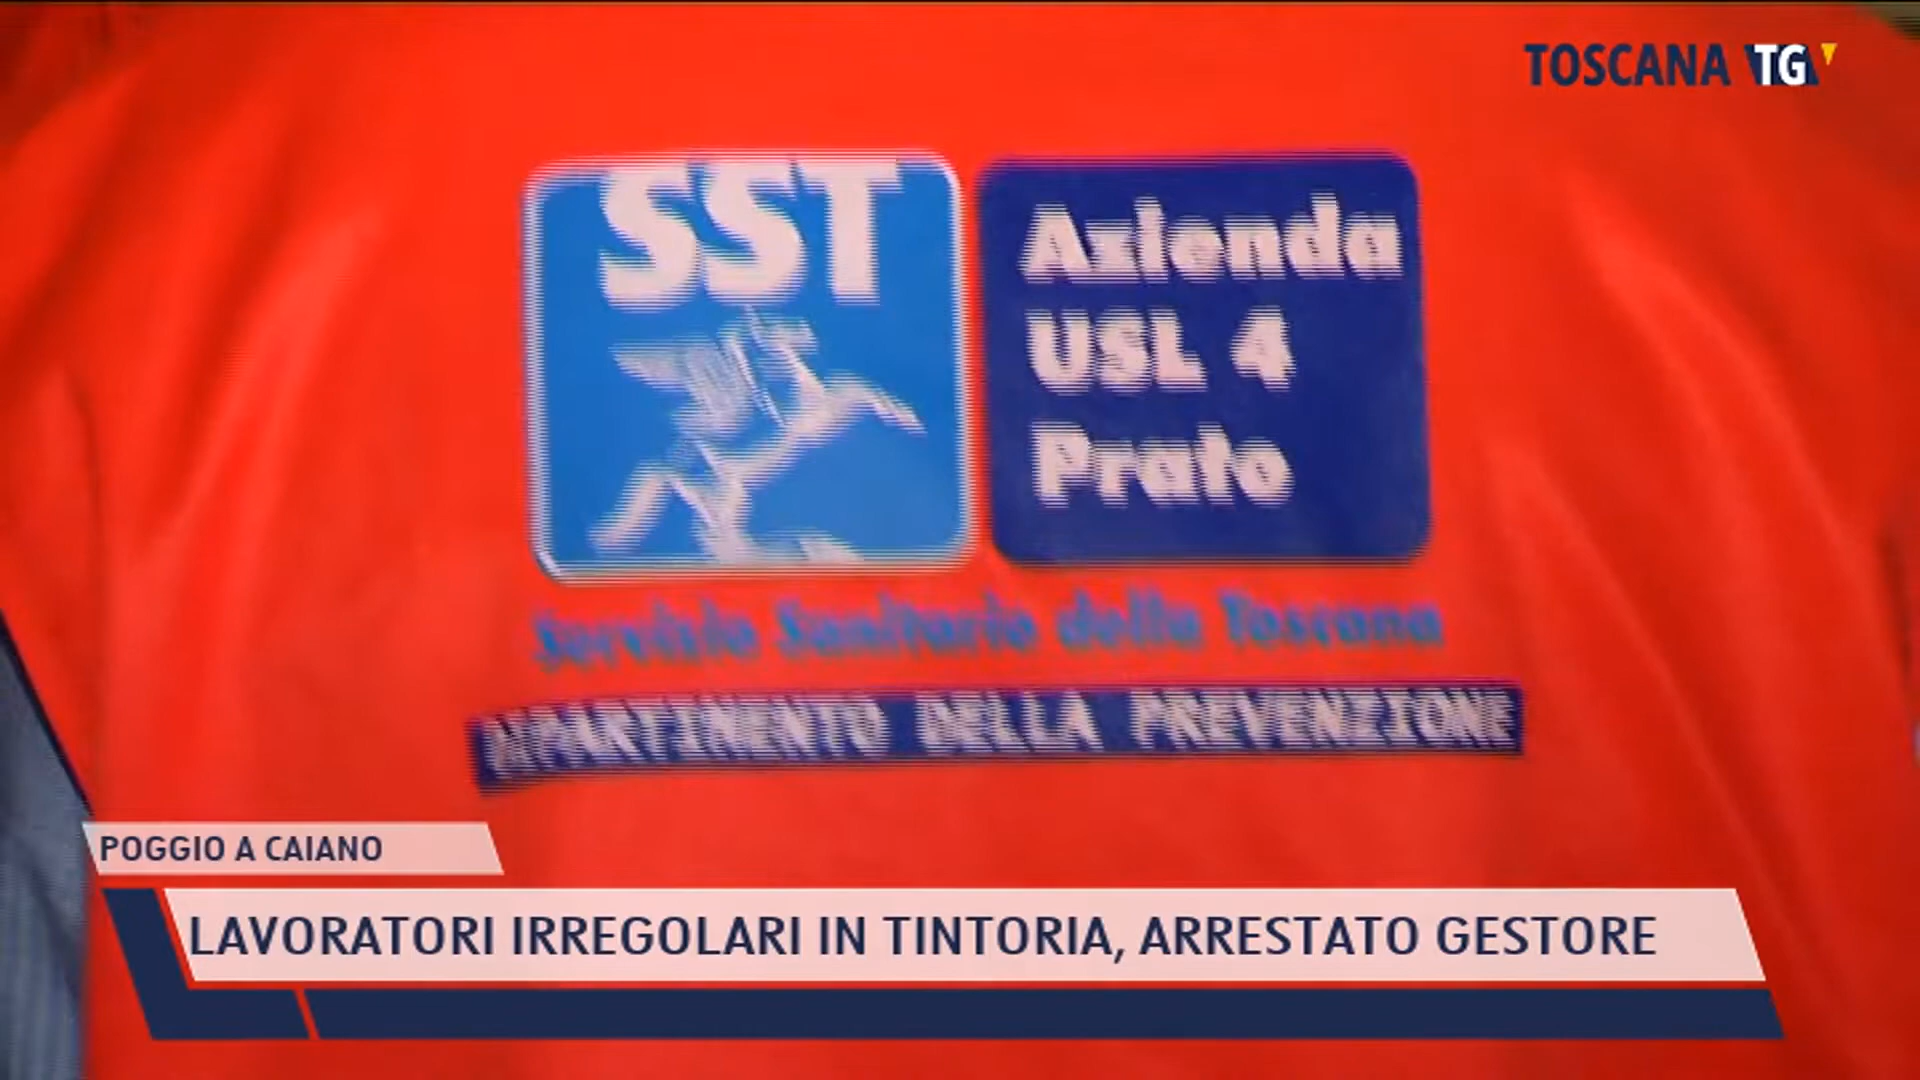 TOSCANA TG
SST
Azienda
USL 4
Prato
Servizio Sanitario della Toscana
DIPARTIMENTO DELLA PREVENZIONE
POGGIO A CAIANO
LAVORATORI IRREGOLARI IN TINTORIA, ARRESTATO GESTORE